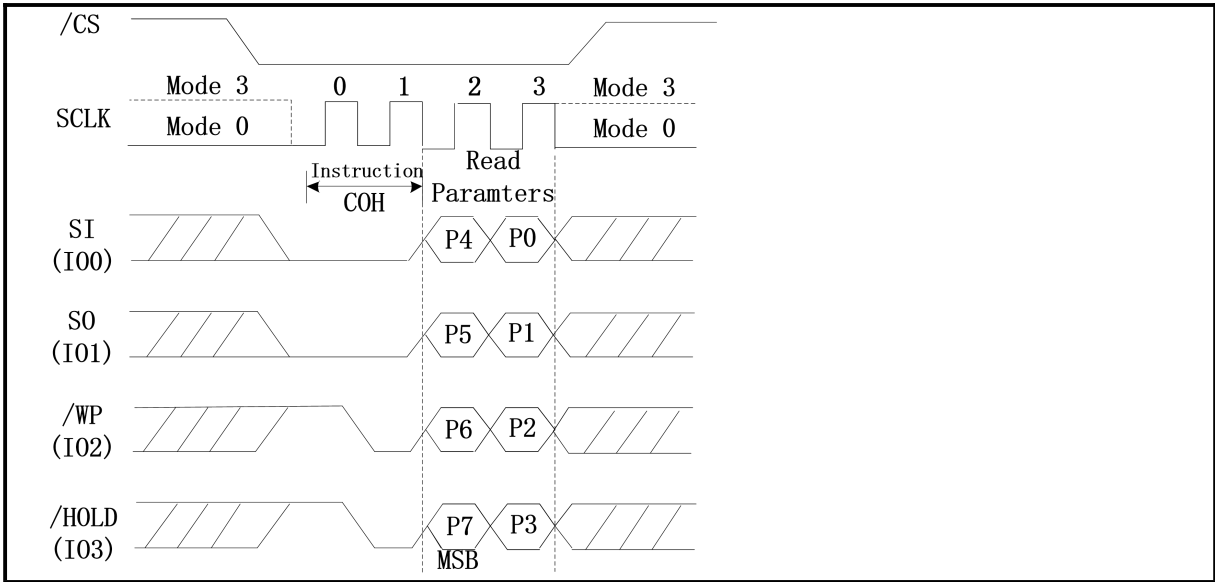 /CS
Mode 3 0 1 2 3 Mode 3
SCLK
Mode 0 Mode 0
Instruction
C0H
Read
Paramters
SI
(IO0)
P4 P0
SO
(IO1)
P5 P1
/WP
(IO2)
P6 P2
/HOLD
(IO3)
P7 P3
MSB